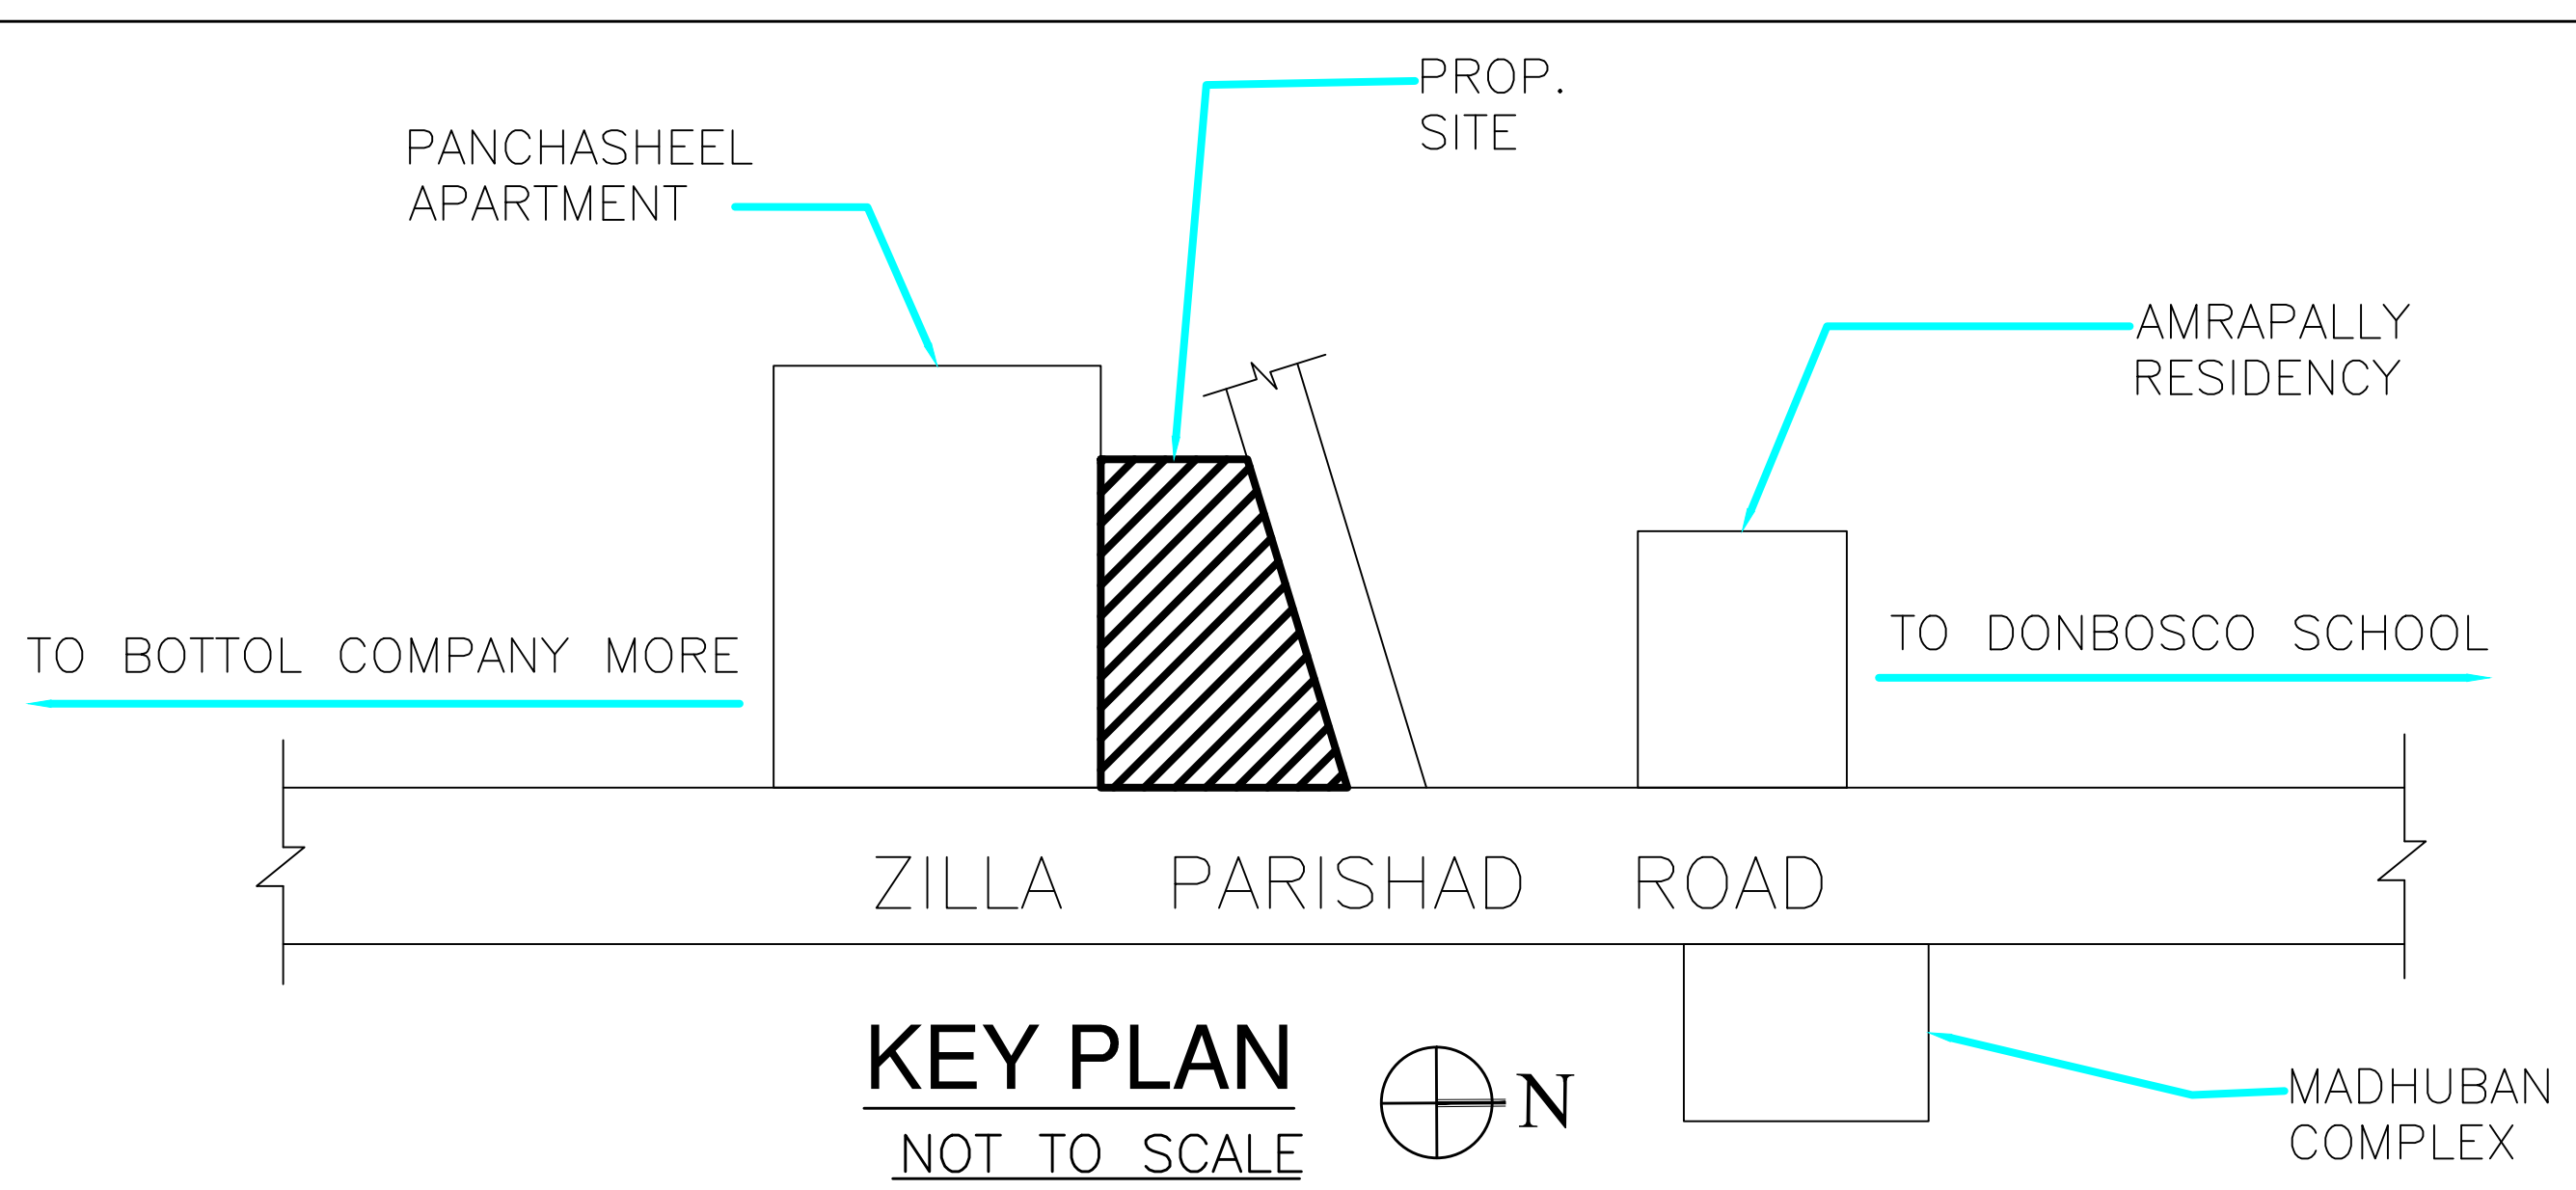 PROP.
SITE
PANCHASHEEL
APARTMENT
AMRAPALLY
RESIDENCY
TO BOTTOL COMPANY MORE
TO DONBOSCO SCHOOL
ZILLA PARISHAD ROAD
KEY PLAN
NOT TO SCALE
N
MADHUBAN
COMPLEX